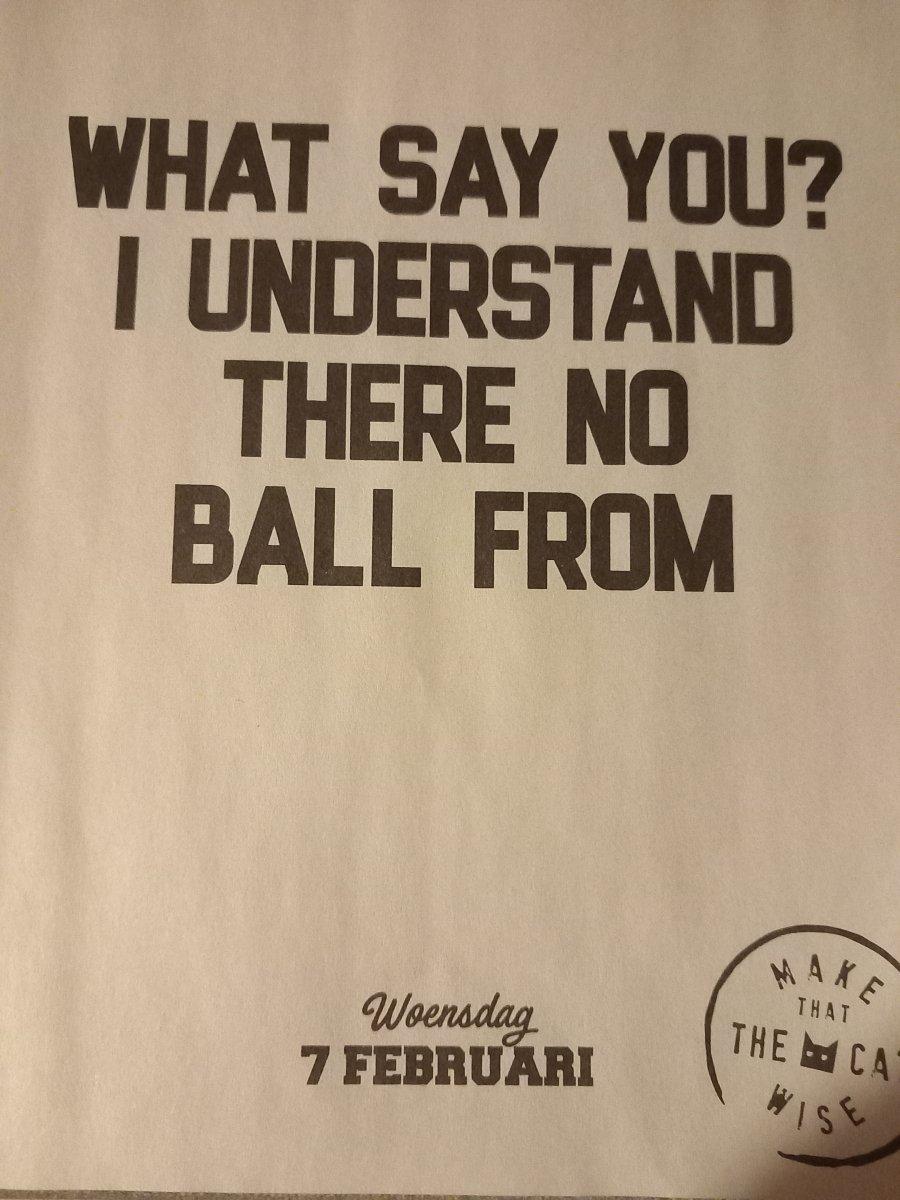 WHAT SAY YOU?
I UNDERSTAND
THERE NO
BALL FROM
Woensdag
7 FEBRUARI
MAKE
THAT
THE CA
WISE